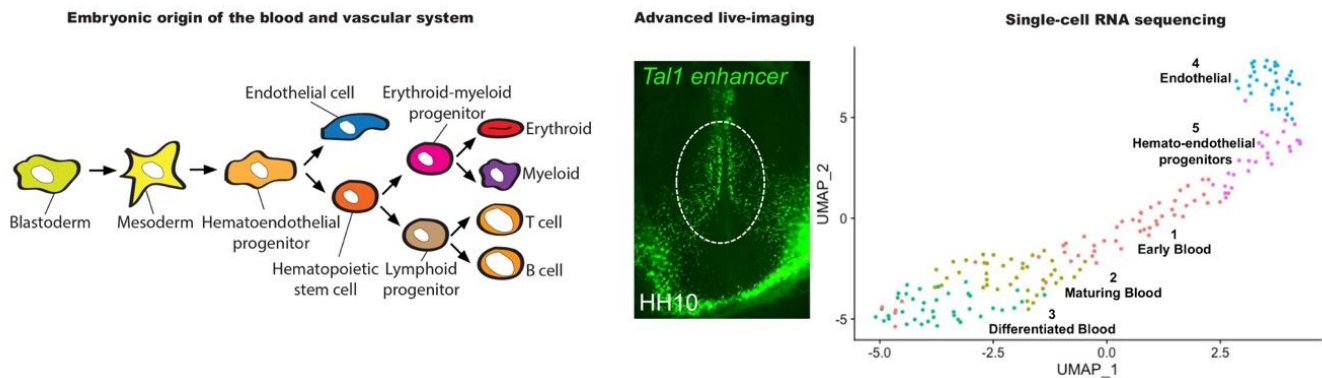 Embryonic origin of the blood and vascular system
Blastoderm
Mesoderm
Hematoendothelial
progenitor
Endothelial cell
Hematopoietic
stem cell
Erythroid-myeloid
progenitor
Lymphoid
progenitor
Erythroid
Myeloid
T cell
B cell
Advanced live-imaging
Tal1 enhancer
HH10
Single-cell RNA sequencing
UMAP_2
5
0
-5
4
Endothelial
5
Hemato-endothelial
progenitors
1
Early Blood
2
Maturing Blood
3
Differentiated Blood
-5.0
-2.5
0.0
2.5
UMAP_1